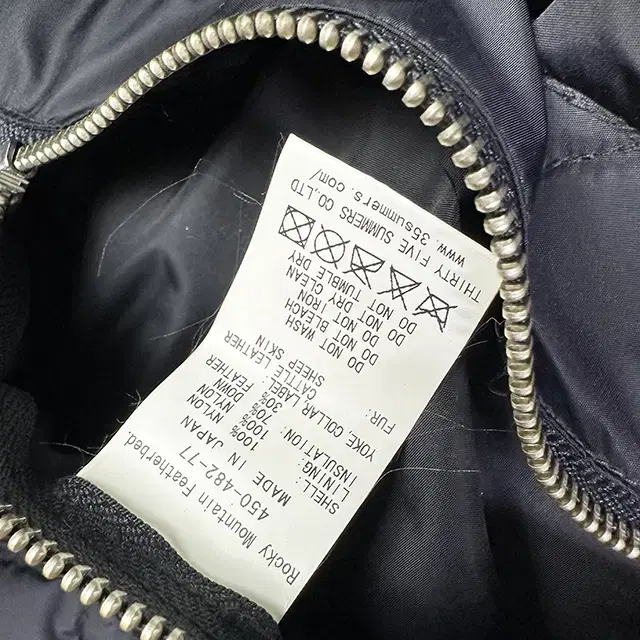 Rocky Mountain Featherbed.
450-482-77
MADE IN JAPAN
SHELL: 100% NYLON
LINING: 100% NYLON
INSULATION: 70% DOWN
30% FEATHER
YOKE COLLAR LABEL:
CATTLE LEATHER
FUR: SHEEP SKIN
DO NOT WASH
DO NOT BLEACH
DO NOT IRON
DO NOT DRY CLEAN
DO NOT TUMBLE DRY
THIRTY FIVE SUMMERS CO.,LTD
www.35summers.com/